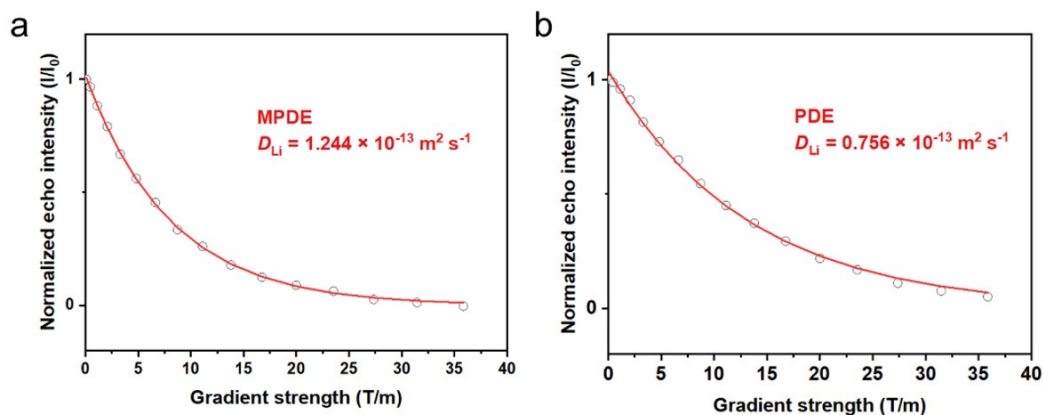 a
Normalized echo intensity (I/I₀)
1
0
MPDE
D_Li = 1.244 × 10⁻¹³ m² s⁻¹
0 5 10 15 20 25 30 35 40
Gradient strength (T/m)
b
Normalized echo intensity (I/I₀)
1
0
PDE
D_Li = 0.756 × 10⁻¹³ m² s⁻¹
0 5 10 15 20 25 30 35 40
Gradient strength (T/m)